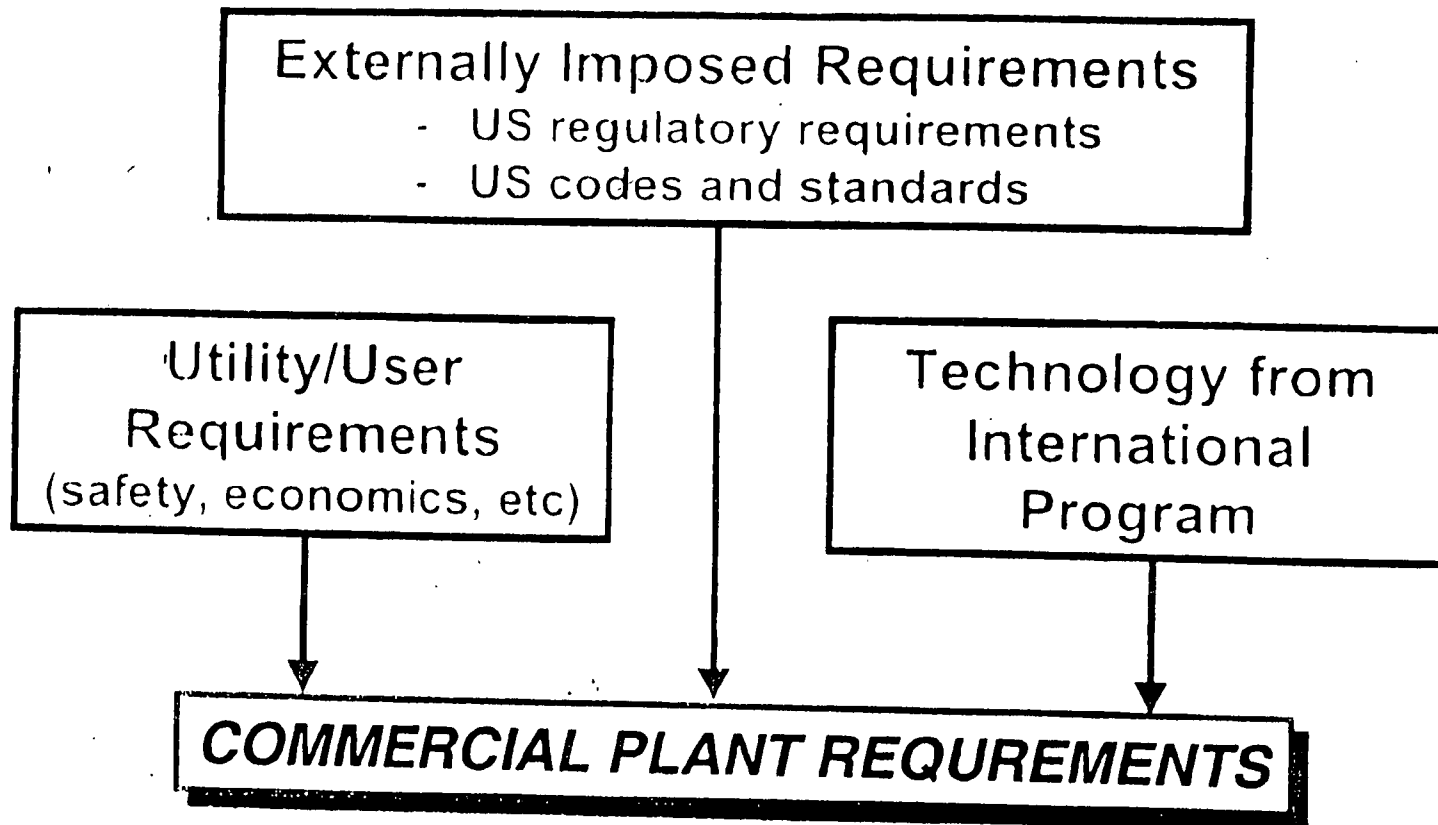 Externally Imposed Requirements
- US regulatory requirements
- US codes and standards
Utility/User
Requirements
(safety, economics, etc)
Technology from
International
Program
COMMERCIAL PLANT REQUREMENTS